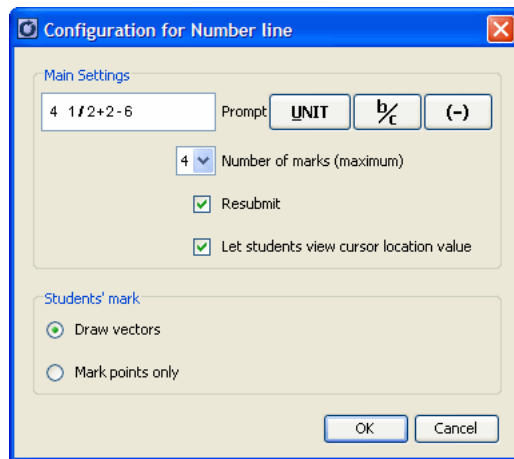 Configuration for Number line
Main Settings
4 1/2+2-6 Prompt UNIT b/c (-)
4 Number of marks (maximum)
Resubmit
Let students view cursor location value
Students' mark
Draw vectors
Mark points only
OK Cancel